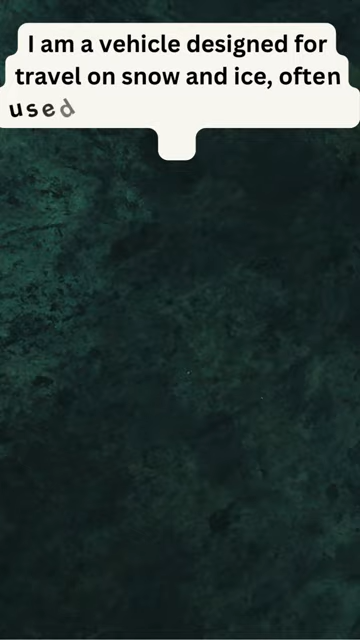 I am a vehicle designed for
travel on snow and ice, often
used